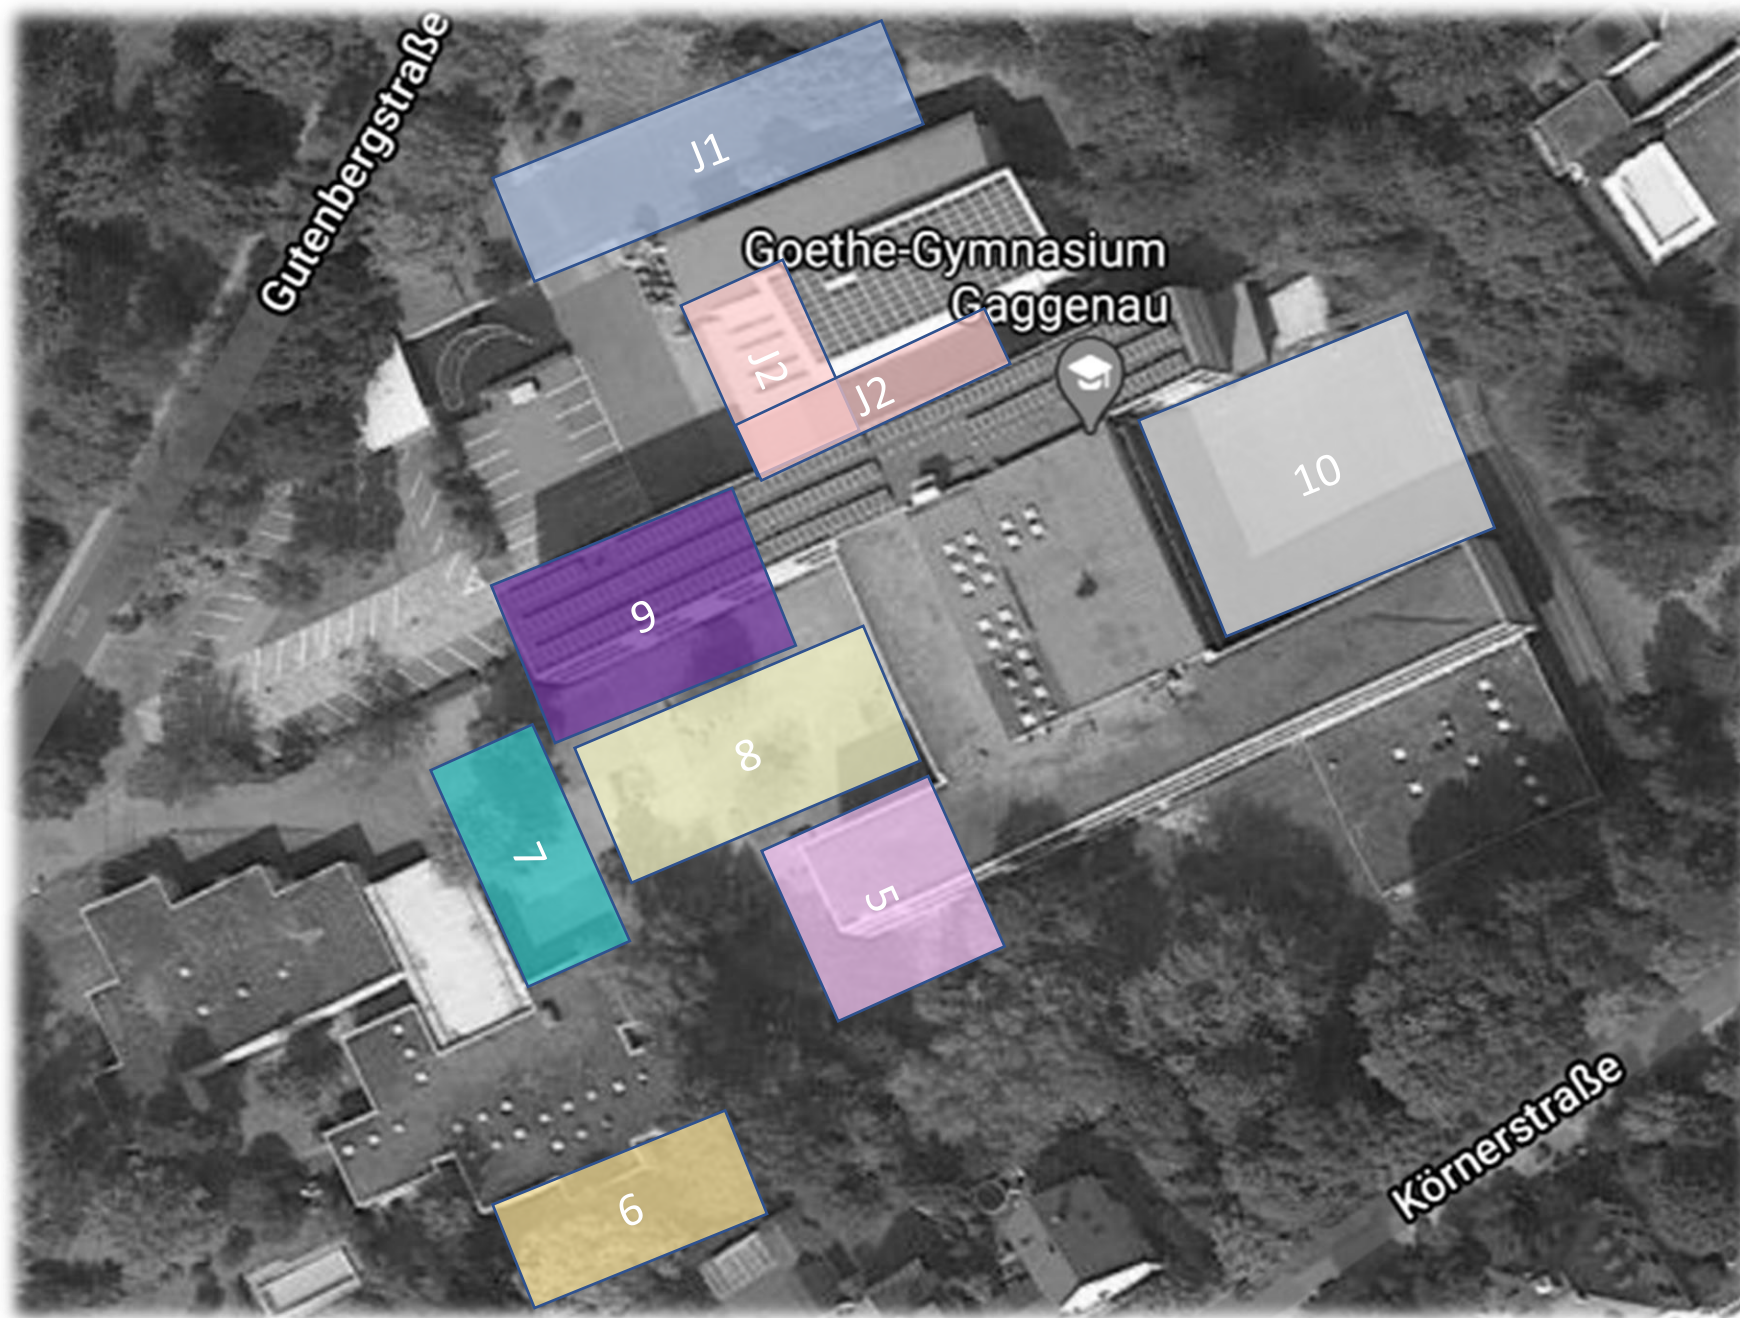 Gutenbergstraße
J1
Goethe-Gymnasium
Gaggenau
J2
J2
10
9
8
7
5
6
Körnerstraße